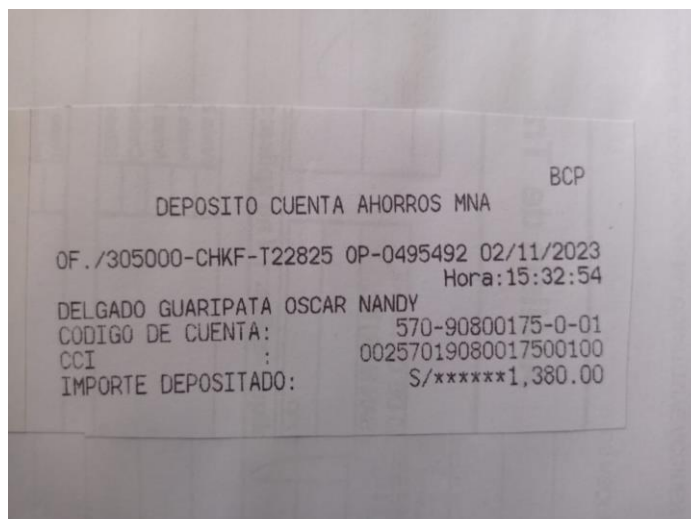 BCP
DEPOSITO CUENTA AHORROS MNA
OF./305000-CHKF-T22825 OP-0495492 02/11/2023
Hora:15:32:54
DELGADO GUARIPATA OSCAR NANDY
CODIGO DE CUENTA: 570-90800175-0-01
CCI : 00257019080017500100
IMPORTE DEPOSITADO: S/******1,380.00